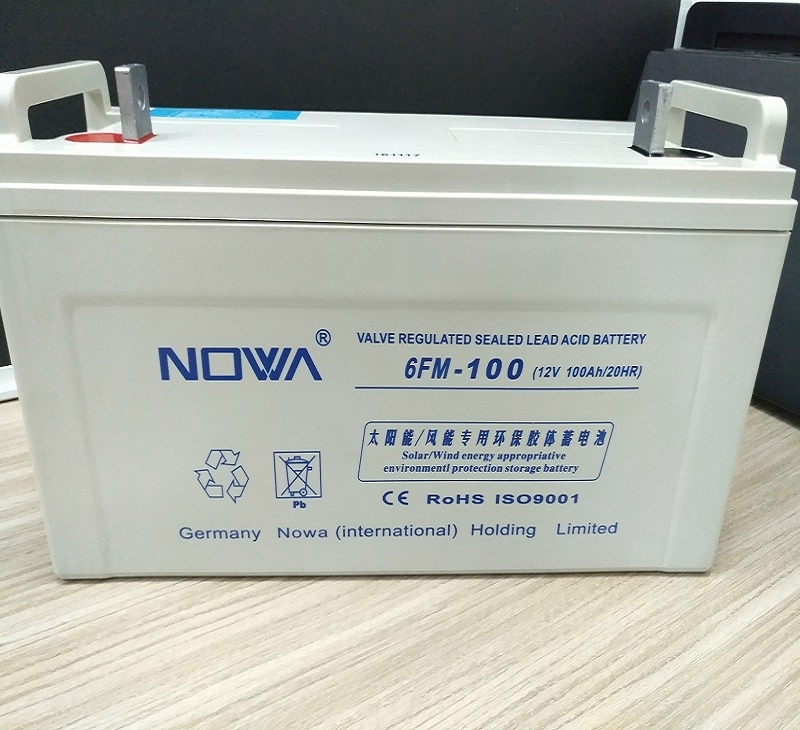 161117
NOWA®
VALVE REGULATED SEALED LEAD ACID BATTERY
6FM-100 (12V 100Ah/20HR)
太阳能/风能专用环保胶体蓄电池
Solar/Wind energy appropriative
environmentl protection storage battery
Pb
CE RoHS ISO9001
Germany Nowa (international) Holding Limited